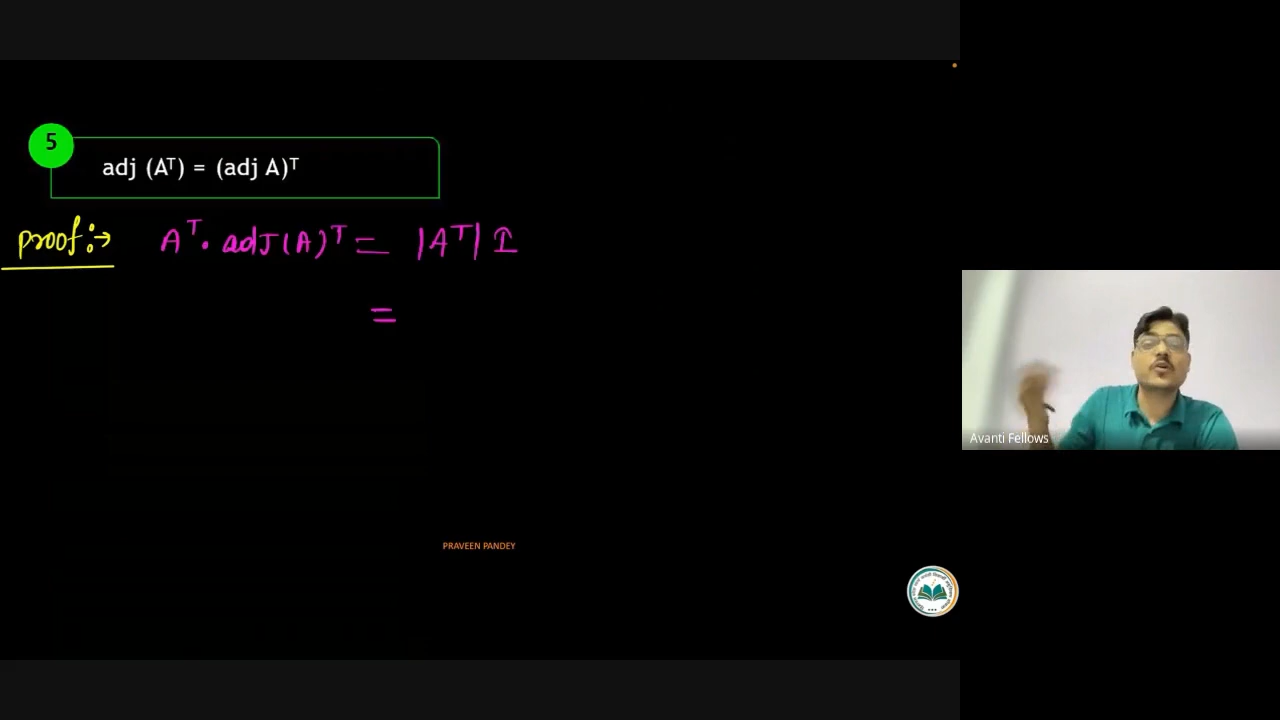 5
adj (Aᵀ) = (adj A)ᵀ
proof:→ Aᵀ. adJ(A)ᵀ = |Aᵀ| I
=
Avanti Fellows
PRAVEEN PANDEY